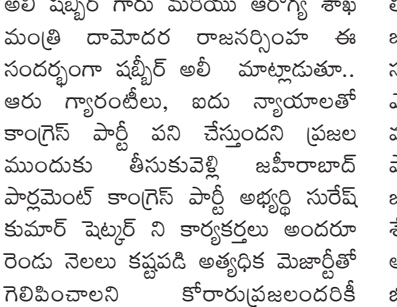 అలీ షబ్బీర్ గారు మరియు ఆరోగ్య శాఖ
మంత్రి దామోదర రాజనర్సింహ ఈ
సందర్భంగా షబ్బీర్ అలీ మాట్లాడుతూ..
ఆరు గ్యారంటీలు, ఐదు న్యాయాలతో
కాంగ్రెస్ పార్టీ పని చేస్తుందని ప్రజల
ముందుకు తీసుకువెళ్లి జహీరాబాద్
పార్లమెంట్ కాంగ్రెస్ పార్టీ అభ్యర్థి సురేష్
కుమార్ షెట్కర్ ని కార్యకర్తలు అందరూ
రెండు నెలలు కష్టపడి అత్యధిక మెజార్టీతో
గెలిపించాలని కోరారుప్రజలందరికీ